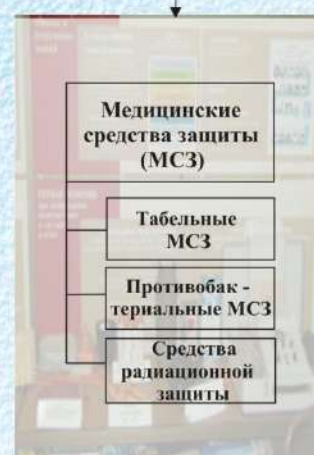 Медицинские
средства защиты
(МСЗ)
Табельные
МСЗ
Противобак -
териальные МСЗ
Средства
радиационной
защиты